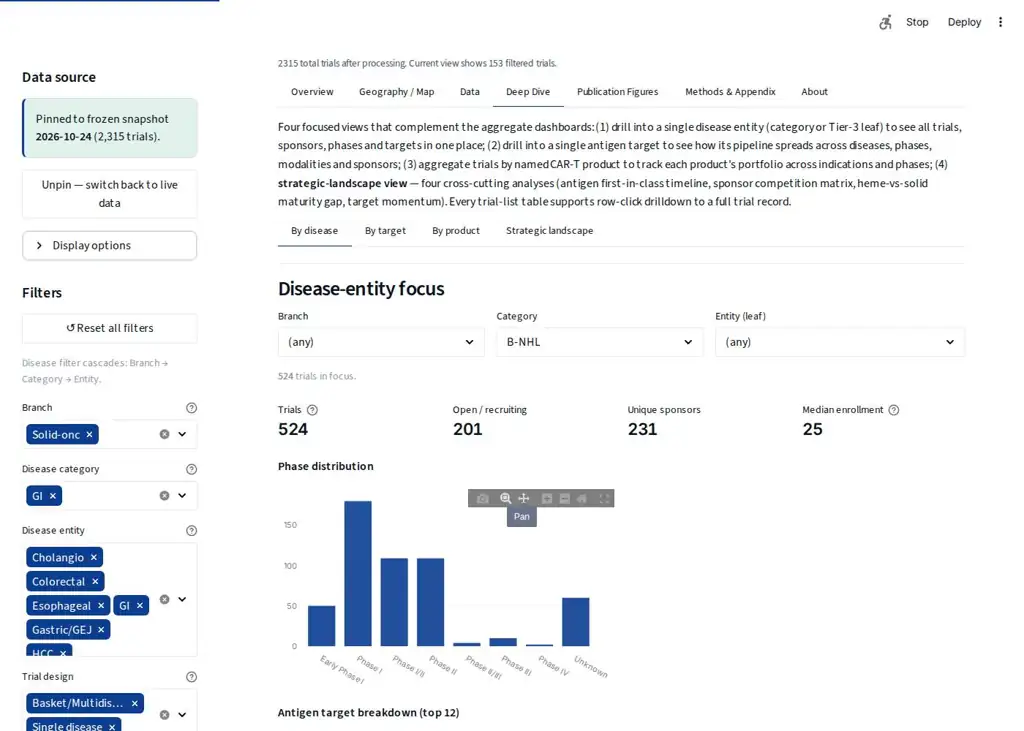 Stop
Deploy
Data source
Pinned to frozen snapshot
2026-10-24 (2,315 trials).
Unpin — switch back to live
data
Display options
Filters
↺ Reset all filters
Disease filter cascades: Branch →
Category → Entity.
Branch
Solid-onc ×
Disease category
GI ×
Disease entity
Cholangio ×
Colorectal ×
Esophageal × GI ×
Gastric/GEJ ×
HCC ×
Trial design
Basket/Multidis... ×
Single disease ×
2315 total trials after processing. Current view shows 153 filtered trials.
Overview Geography / Map Data Deep Dive Publication Figures Methods & Appendix About
Four focused views that complement the aggregate dashboards: (1) drill into a single disease entity (category or Tier-3 leaf) to see all trials,
sponsors, phases and targets in one place; (2) drill into a single antigen target to see how its pipeline spreads across diseases, phases,
modalities and sponsors; (3) aggregate trials by named CAR-T product to track each product's portfolio across indications and phases; (4)
strategic-landscape view — four cross-cutting analyses (antigen first-in-class timeline, sponsor competition matrix, heme-vs-solid
maturity gap, target momentum). Every trial-list table supports row-click drilldown to a full trial record.
By disease By target By product Strategic landscape
Disease-entity focus
Branch Category Entity (leaf)
(any) B-NHL (any)
524 trials in focus.
Trials Open / recruiting Unique sponsors Median enrollment
524 201 231 25
Phase distribution
Pan
150
100
50
0
Early Phase I Phase I Phase I/II Phase II Phase II/III Phase III Phase IV Unknown
Antigen target breakdown (top 12)